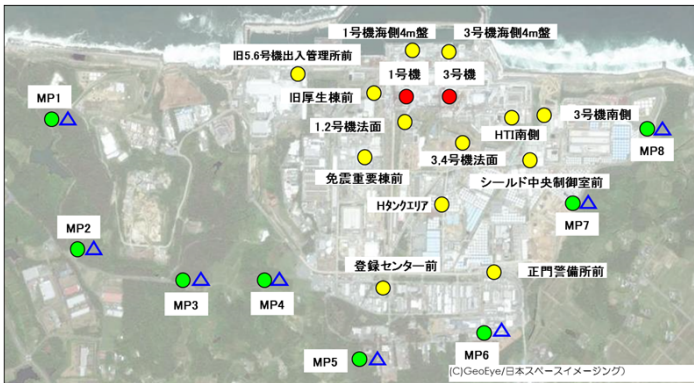 1号機海側4m盤
3号機海側4m盤
旧5.6号機出入管理所前
1号機
3号機
MP1
旧厚生棟前
3号機南側
1.2号機法面
HTI南側
MP8
3.4号機法面
免震重要棟前
シールド中央制御室前
Hタンクエリア
MP7
MP2
登録センター前
正門警備所前
MP3
MP4
MP5
MP6
(C)GeoEye/日本スペースイメージング)